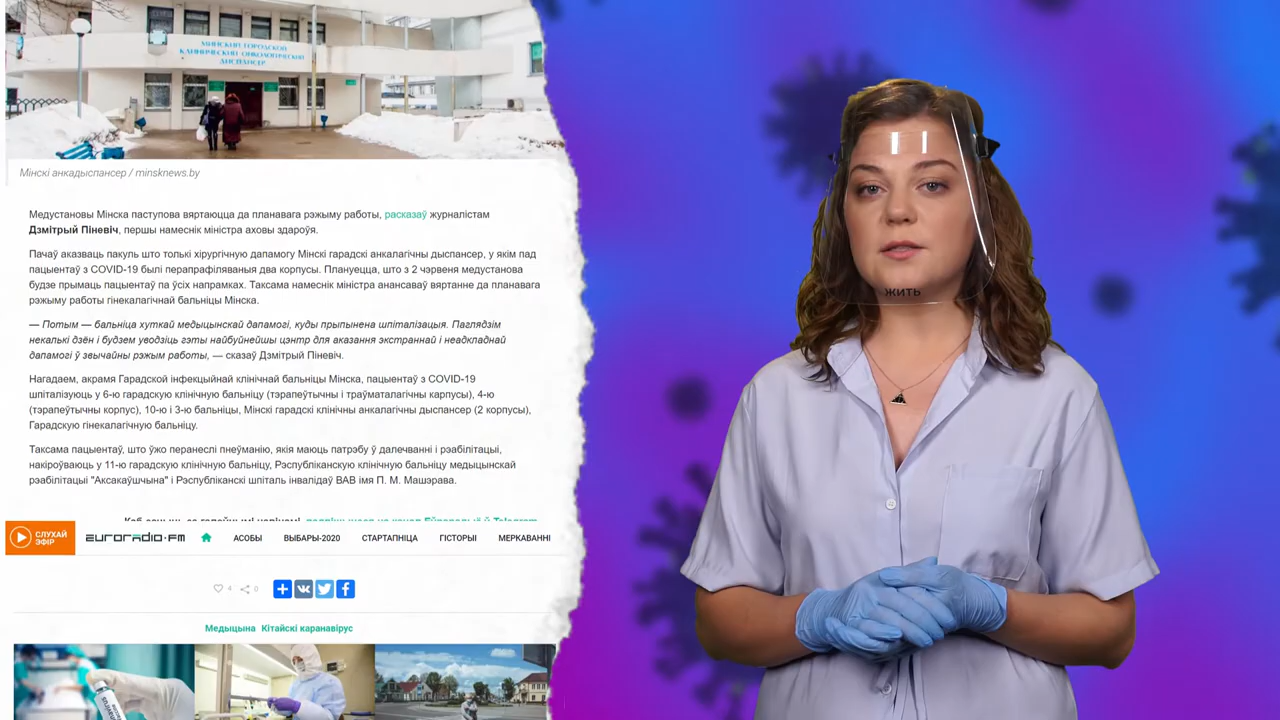 МИНСКИЙ ГОРОДСКОЙ
КЛИНИЧЕСКИЙ ОНКОЛОГИЧЕСКИЙ
ДИСПАНСЕР
Мінскі анкадыспансер / minsknews.by
Медустановы Мінска паступова вяртаюцца да планавага рэжыму работы, расказаў журналістам
Дзмітрый Піневіч, першы намеснік міністра аховы здароўя.
Пачаў аказваць пакуль што толькі хірургічную дапамогу Мінскі гарадскі анкалагічны дыспансер, у якім пад
пацыентаў з COVID-19 былі перапрафіляваныя два корпусы. Плануецца, што з 2 чэрвеня медустанова
будзе прымаць пацыентаў па ўсіх напрамках. Таксама намеснік міністра анансаваў вяртанне да планавага
рэжыму работы гінекалагічнай бальніцы Мінска.
— Потым — бальніца хуткай медыцынскай дапамогі, куды прыпынена шпіталізацыя. Паглядзім
некалькі дзён і будзем уводзіць гэты найбуйнейшы цэнтр для аказання экстраннай і неадкладнай
дапамогі ў звычайны рэжым работы, — сказаў Дзмітрый Піневіч.
Нагадаем, акрамя Гарадской інфекцыйнай клінічнай бальніцы Мінска, пацыентаў з COVID-19
шпіталізуюць у 6-ю гарадскую клінічную бальніцу (тэрапеўтычны і траўматалагічны карпусы), 4-ю
(тэрапеўтычны корпус), 10-ю і 3-ю бальніцы, Мінскі гарадскі клінічны анкалагічны дыспансер (2 корпусы),
Гарадскую гінекалагічную бальніцу.
Таксама пацыентаў, што ўжо перанеслі пнеўманію, якія маюць патрэбу ў далечванні і рэабілітацыі,
накіроўваюць у 11-ю гарадскую клінічную бальніцу, Рэспубліканскую клінічную бальніцу медыцынскай
рэабілітацыі "Аксакаўшчына" і Рэспубліканскі шпіталь інвалідаў ВАВ імя П. М. Машэрава.
СЛУХАЙ
ЭФІР
EURORADIO.FM АСОБЫ ВЫБАРЫ-2020 СТАРТАПНІЦА ГІСТОРЫІ МЕРКАВАННІ
4 0
Медыцына Кітайскі каранавірус
ЖИТЬ